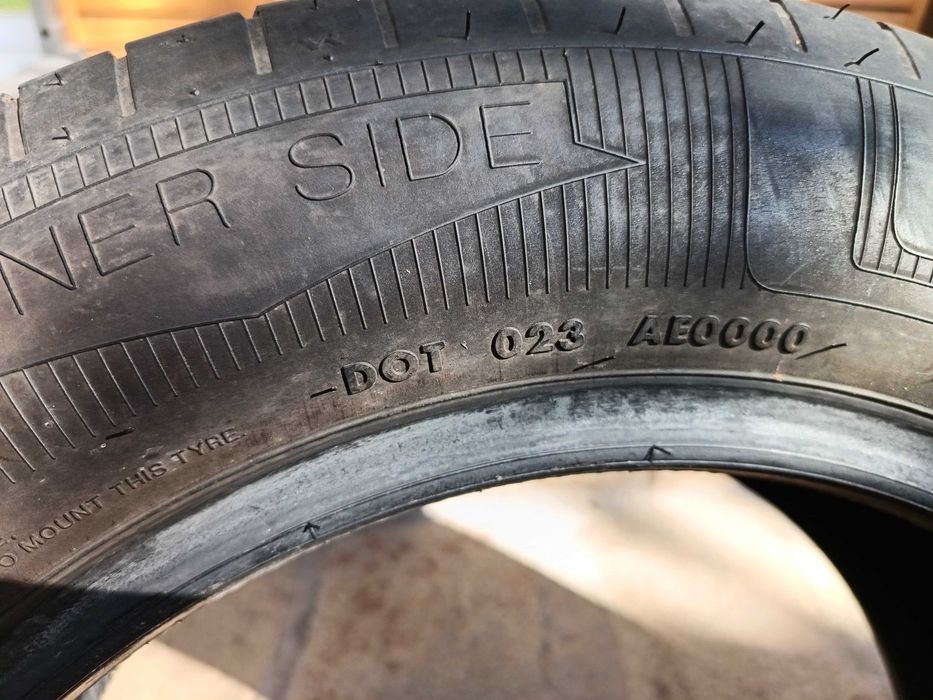 NER SIDE
DOT 023 AE0000
O MOUNT THIS TYRE